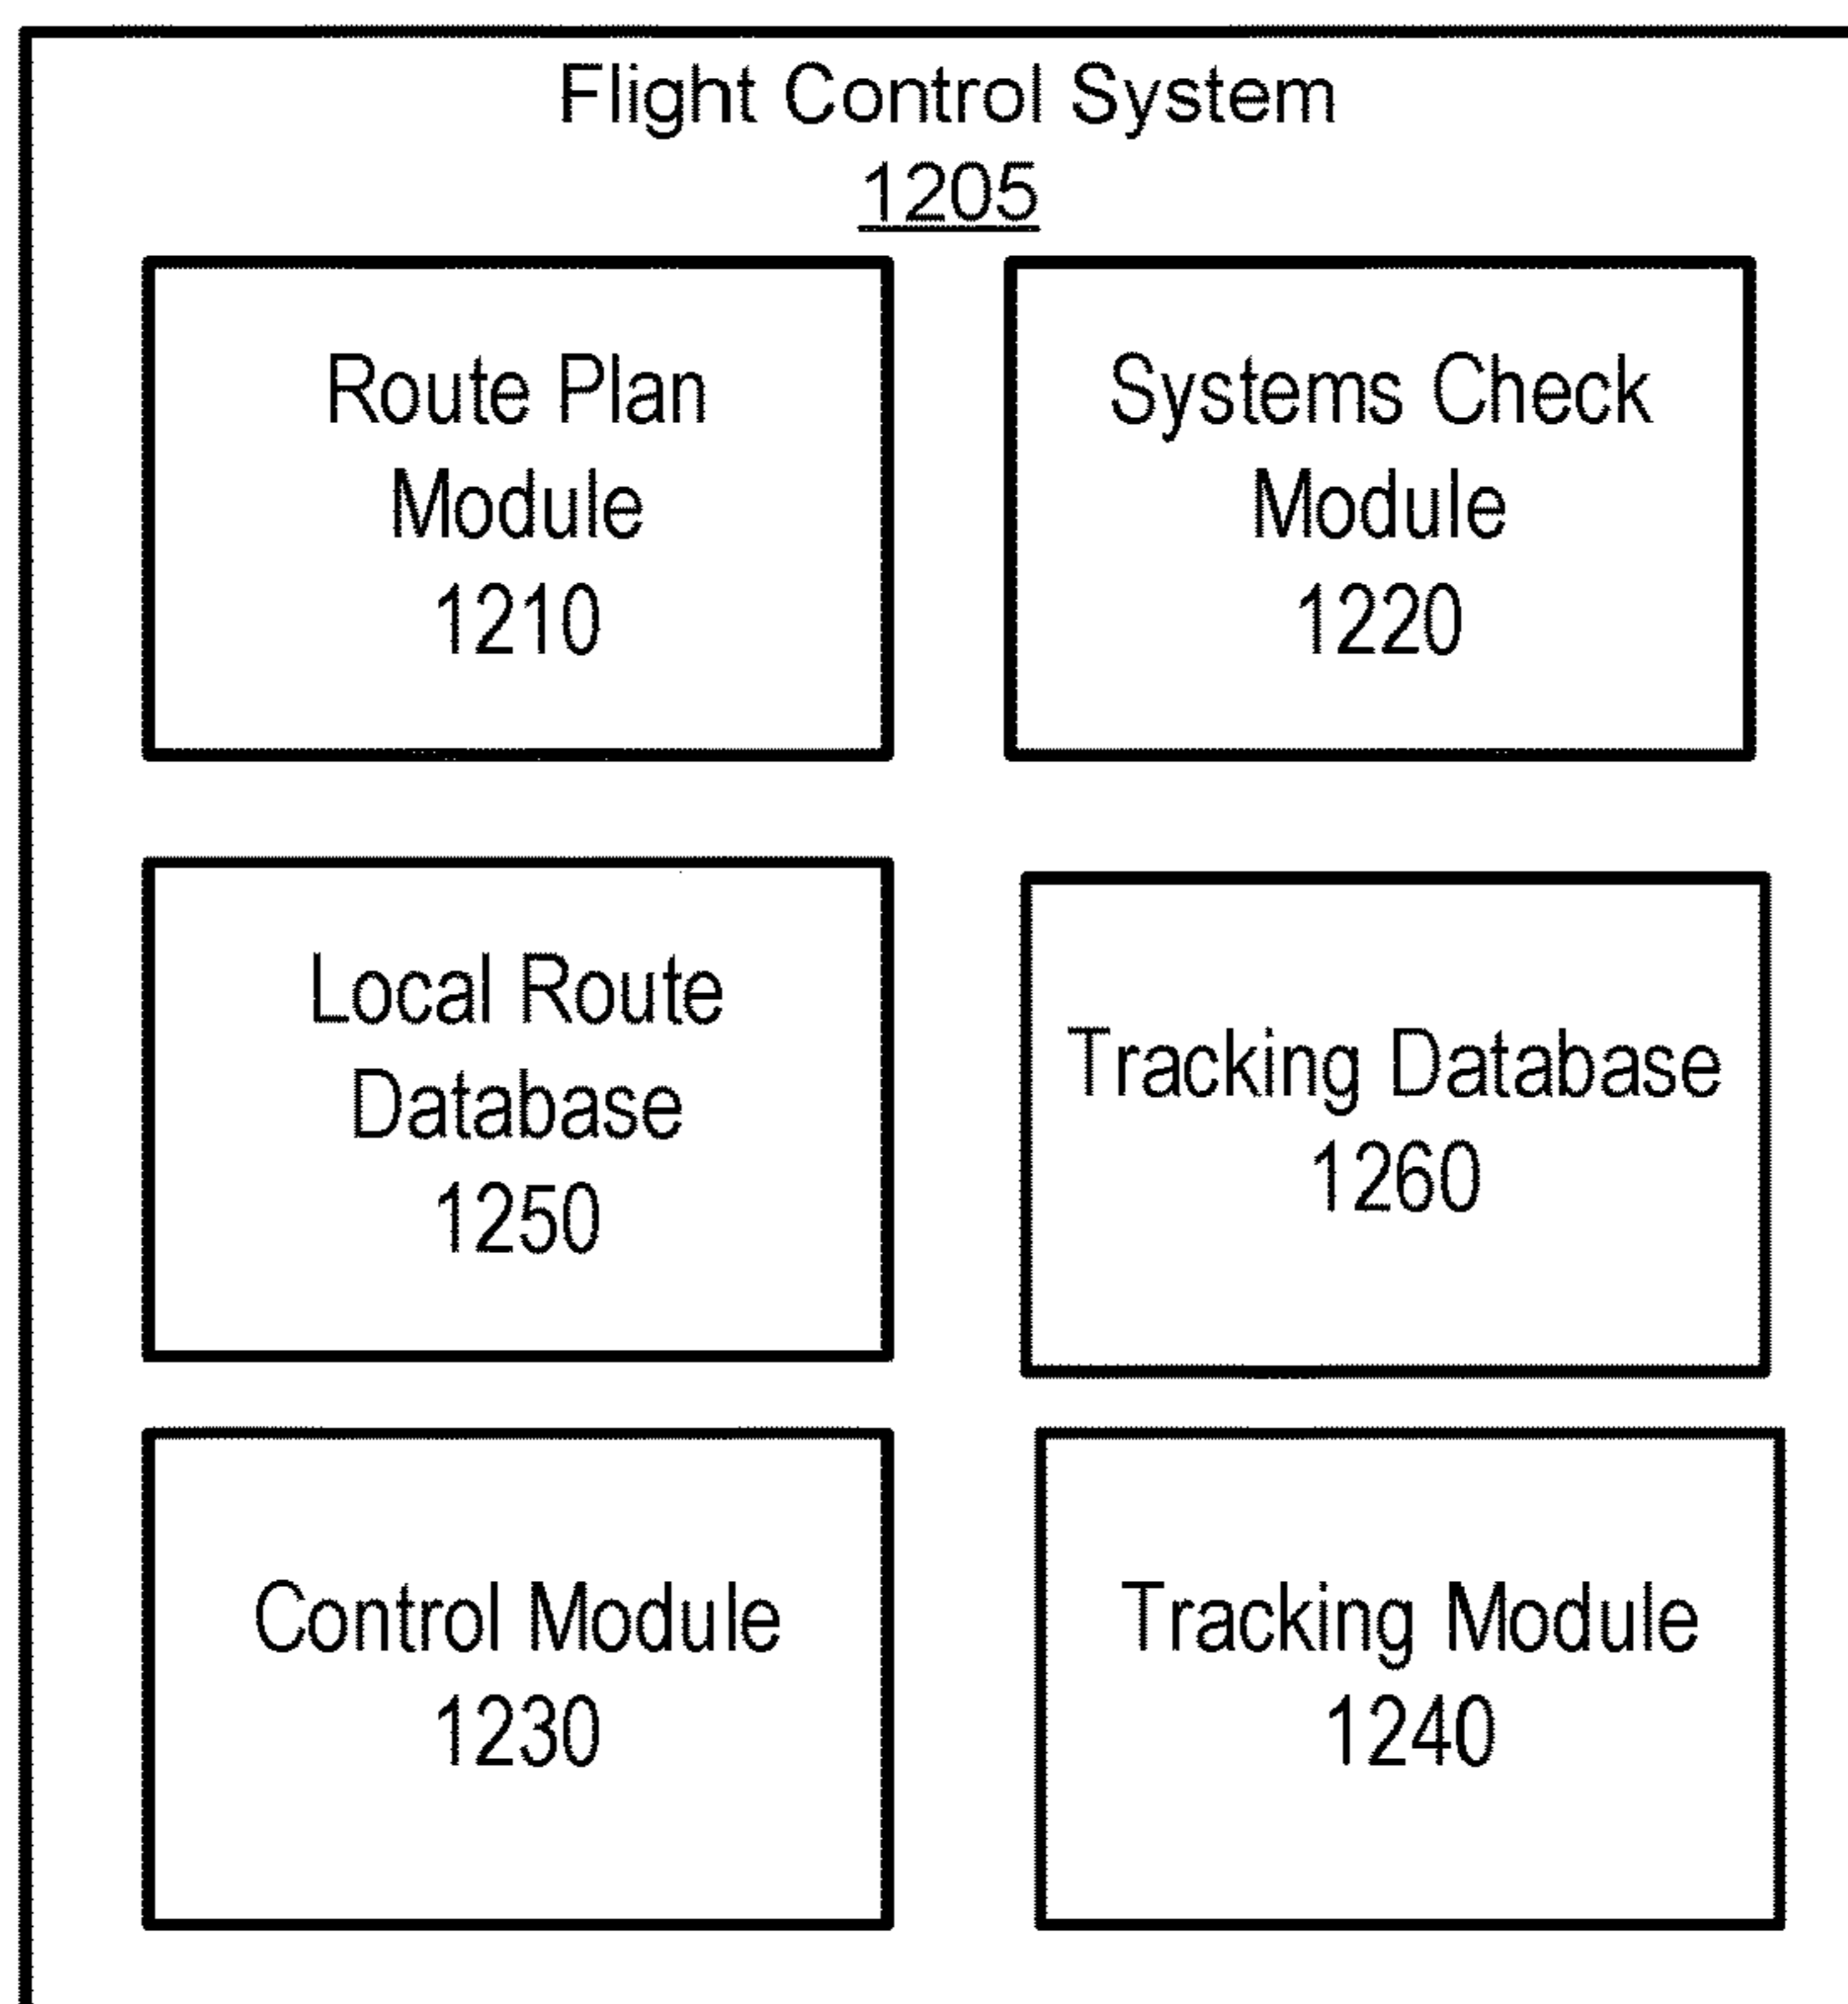 Flight Control System
1205
Route Plan
Module
1210
Systems Check
Module
1220
Local Route
Database
1250
Tracking Database
1260
Control Module
1230
Tracking Module
1240